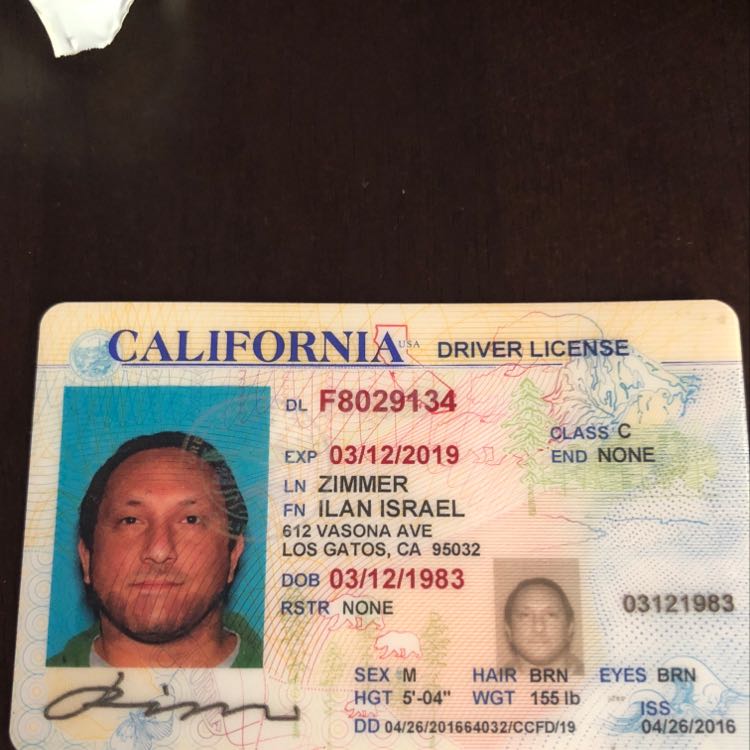 CALIFORNIA USA DRIVER LICENSE
DL F8029134
CLASS C
EXP 03/12/2019 END NONE
LN ZIMMER
FN ILAN ISRAEL
612 VASONA AVE
LOS GATOS, CA 95032
DOB 03/12/1983
RSTR NONE 03121983
SEX M HAIR BRN EYES BRN
HGT 5'-04" WGT 155 lb ISS
DD 04/26/201664032/CCFD/19 04/26/2016